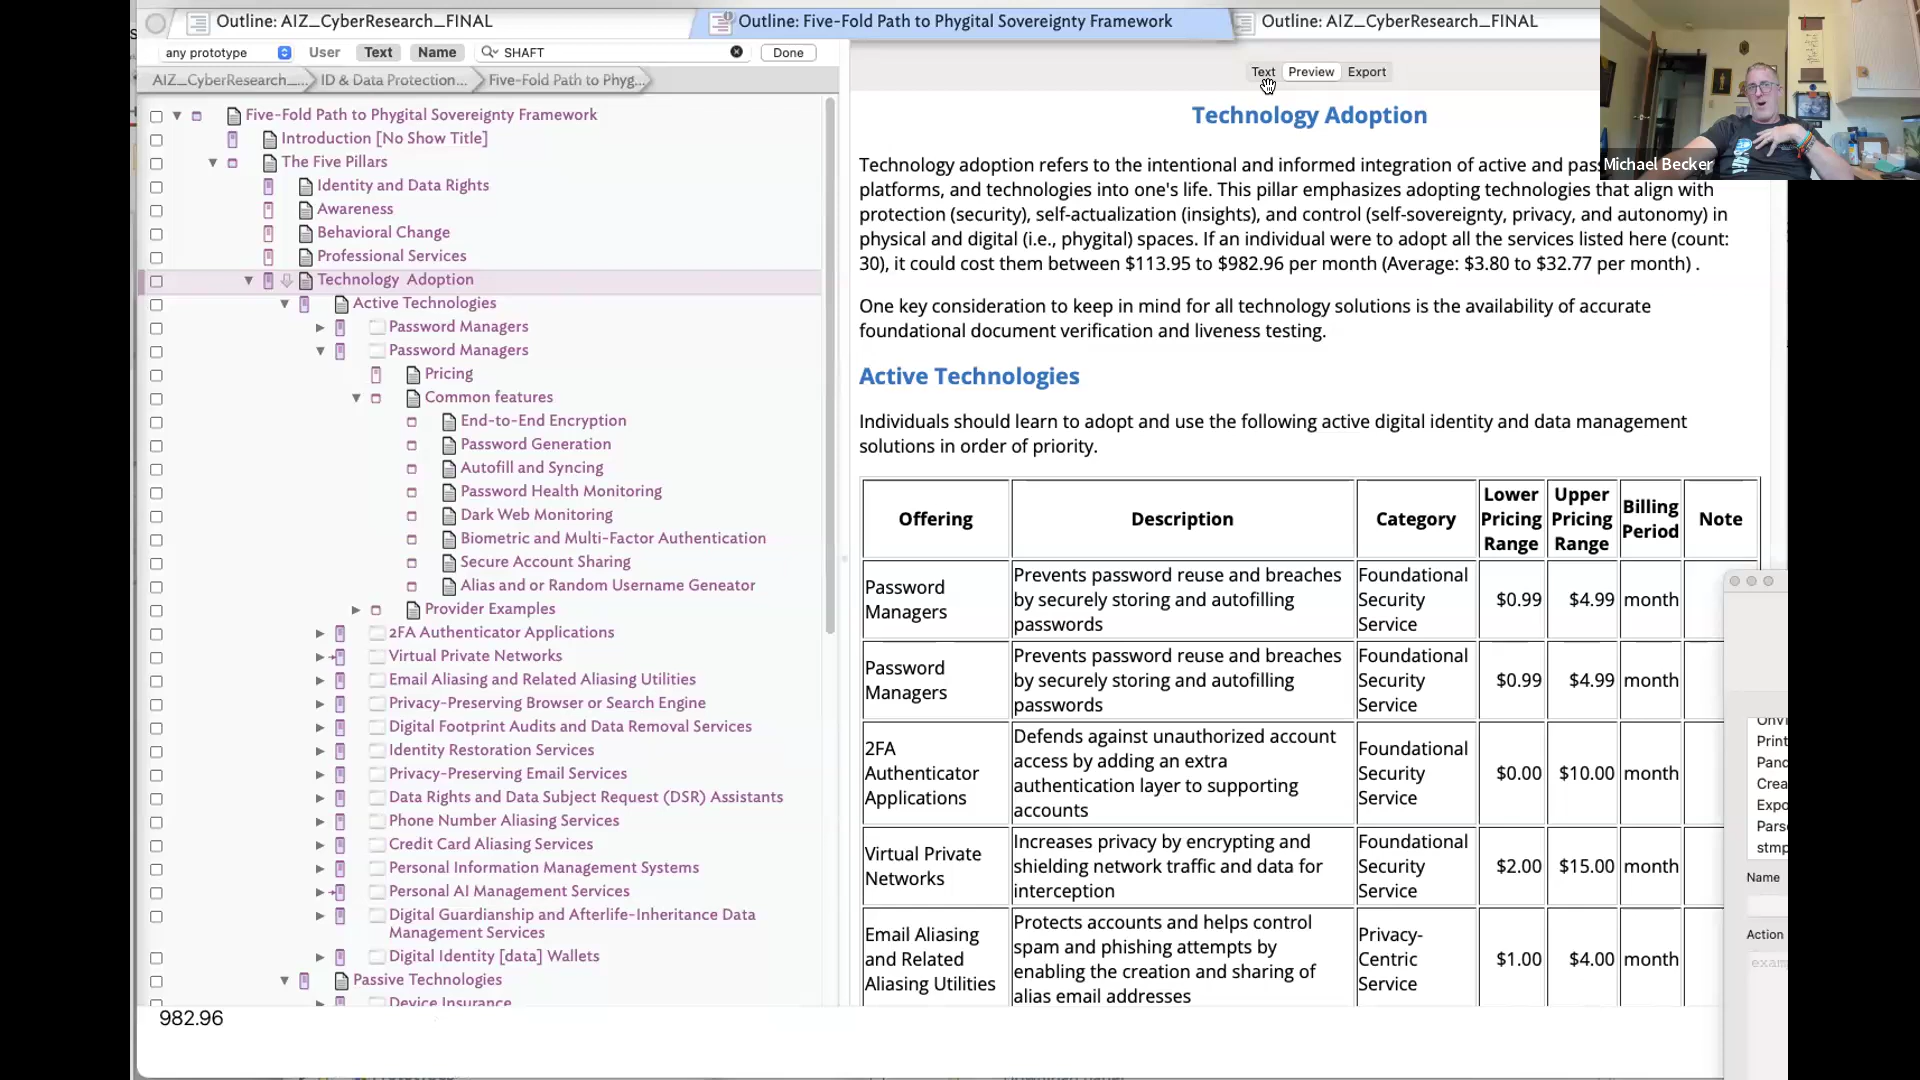 Outline: AIZ_CyberResearch_FINAL
Outline: Five-Fold Path to Phygital Sovereignty Framework
Outline: AIZ_CyberResearch_FINAL
any prototype
User
Text
Name
SHAFT
Done
AIZ_CyberResearch_...
ID & Data Protection...
Five-Fold Path to Phyg...
Five-Fold Path to Phygital Sovereignty Framework
Introduction [No Show Title]
The Five Pillars
Identity and Data Rights
Awareness
Behavioral Change
Professional Services
Technology Adoption
Active Technologies
Password Managers
Password Managers
Pricing
Common features
End-to-End Encryption
Password Generation
Autofill and Syncing
Password Health Monitoring
Dark Web Monitoring
Biometric and Multi-Factor Authentication
Secure Account Sharing
Alias and or Random Username Geneator
Provider Examples
2FA Authenticator Applications
Virtual Private Networks
Email Aliasing and Related Aliasing Utilities
Privacy-Preserving Browser or Search Engine
Digital Footprint Audits and Data Removal Services
Identity Restoration Services
Privacy-Preserving Email Services
Data Rights and Data Subject Request (DSR) Assistants
Phone Number Aliasing Services
Credit Card Aliasing Services
Personal Information Management Systems
Personal AI Management Services
Digital Guardianship and Afterlife-Inheritance Data
Management Services
Digital Identity [data] Wallets
Passive Technologies
Device Insurance
982.96
Text
Preview
Export
Technology Adoption
Technology adoption refers to the intentional and informed integration of active and pas
platforms, and technologies into one's life. This pillar emphasizes adopting technologies that align with
protection (security), self-actualization (insights), and control (self-sovereignty, privacy, and autonomy) in
physical and digital (i.e., phygital) spaces. If an individual were to adopt all the services listed here (count:
30), it could cost them between $113.95 to $982.96 per month (Average: $3.80 to $32.77 per month) .
One key consideration to keep in mind for all technology solutions is the availability of accurate
foundational document verification and liveness testing.
Active Technologies
Individuals should learn to adopt and use the following active digital identity and data management
solutions in order of priority.
Offering
Description
Category
Lower
Pricing
Range
Upper
Pricing
Range
Billing
Period
Note
Password
Managers
Prevents password reuse and breaches
by securely storing and autofilling
passwords
Foundational
Security
Service
$0.99
$4.99
month
Password
Managers
Prevents password reuse and breaches
by securely storing and autofilling
passwords
Foundational
Security
Service
$0.99
$4.99
month
2FA
Authenticator
Applications
Defends against unauthorized account
access by adding an extra
authentication layer to supporting
accounts
Foundational
Security
Service
$0.00
$10.00
month
Virtual Private
Networks
Increases privacy by encrypting and
shielding network traffic and data for
interception
Foundational
Security
Service
$2.00
$15.00
month
Email Aliasing
and Related
Aliasing Utilities
Protects accounts and helps control
spam and phishing attempts by
enabling the creation and sharing of
alias email addresses
Privacy-
Centric
Service
$1.00
$4.00
month
Michael Becker
Print
Pand
Crea
Expo
Pars
stmp
Name
Action
exam